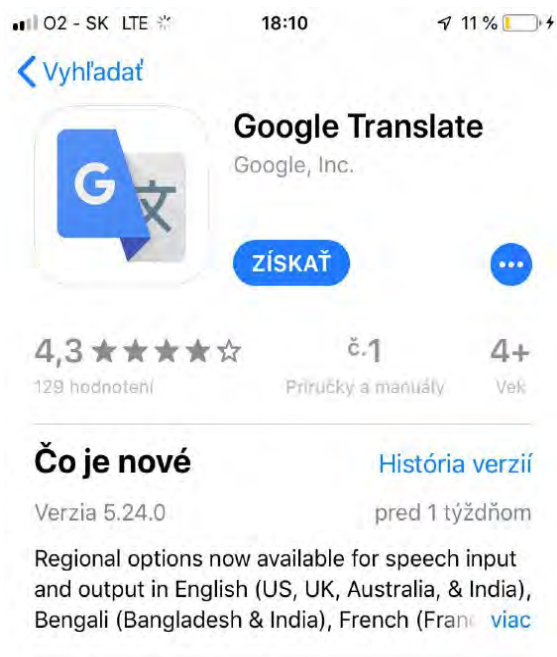 O2 - SK LTE 18:10 11 %
Vyhľadať
Google Translate
Google, Inc.
G 文
ZÍSKAŤ
4,3 č.1 4+
129 hodnotení Príručky a manuály Vek
Čo je nové História verzií
Verzia 5.24.0 pred 1 týždňom
Regional options now available for speech input
and output in English (US, UK, Australia, & India),
Bengali (Bangladesh & India), French (Fran viac